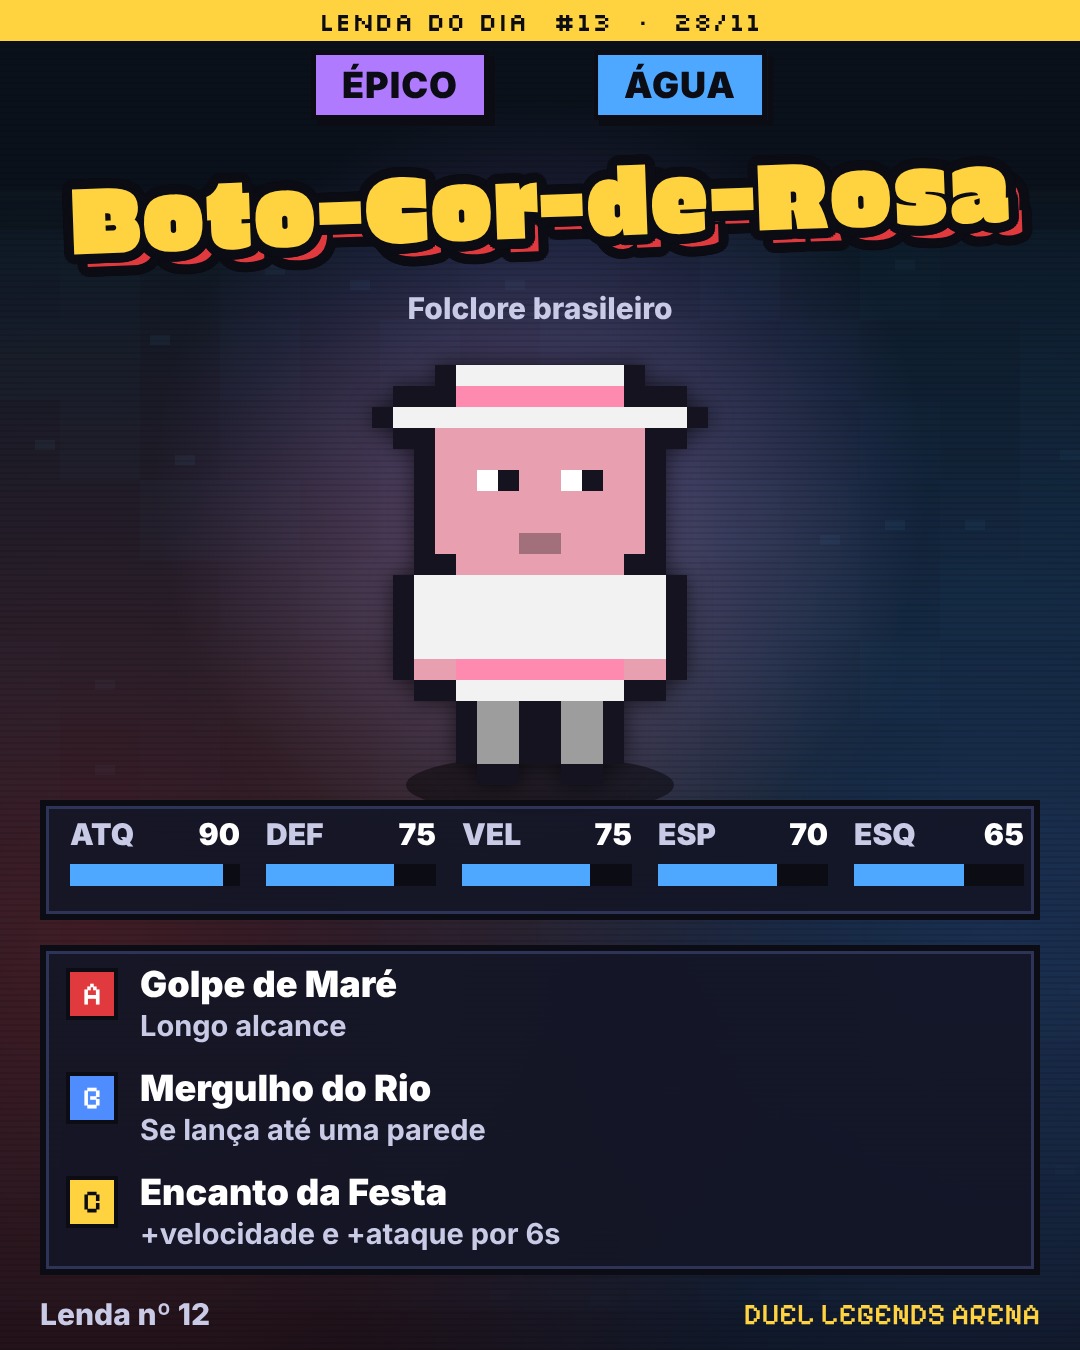 LENDA DO DIA #13 · 28/11
ÉPICO ÁGUA
Boto-Cor-de-Rosa
Folclore brasileiro
ATQ 90 DEF 75 VEL 75 ESP 70 ESQ 65
A Golpe de Maré
Longo alcance
B Mergulho do Rio
Se lança até uma parede
C Encanto da Festa
+velocidade e +ataque por 6s
Lenda nº 12 DUEL LEGENDS ARENA